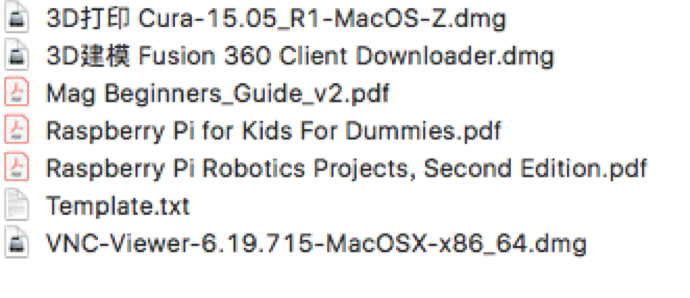 3D打印 Cura-15.05_R1-MacOS-Z.dmg
3D建模 Fusion 360 Client Downloader.dmg
Mag Beginners_Guide_v2.pdf
Raspberry Pi for Kids For Dummies.pdf
Raspberry Pi Robotics Projects, Second Edition.pdf
Template.txt
VNC-Viewer-6.19.715-MacOSX-x86_64.dmg